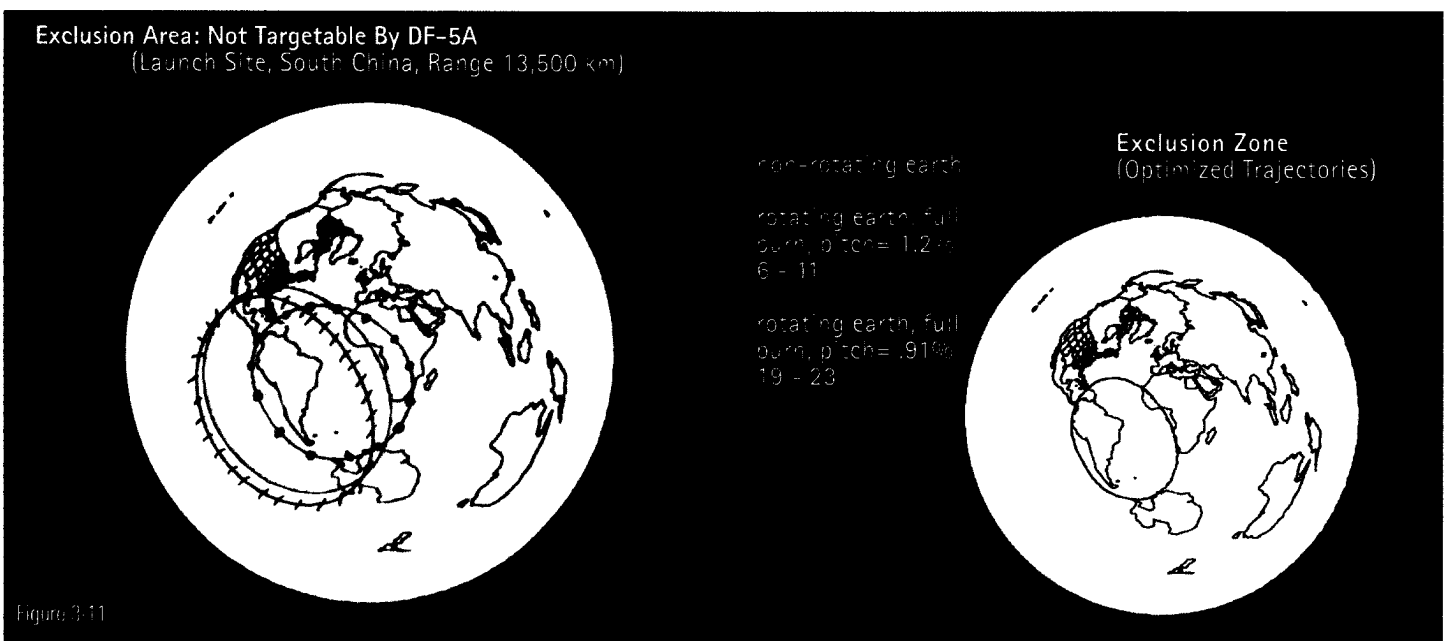 Exclusion Area: Not Targetable By DF-5A
(Launch Site, South China, Range 13,500 km)
non-rotating earth
rotating earth, full
burn, pitch= 1.2%
6 - 11
rotating earth, full
burn, pitch= .91%
19 - 23
Exclusion Zone
(Optimized Trajectories)
Figure 3-11